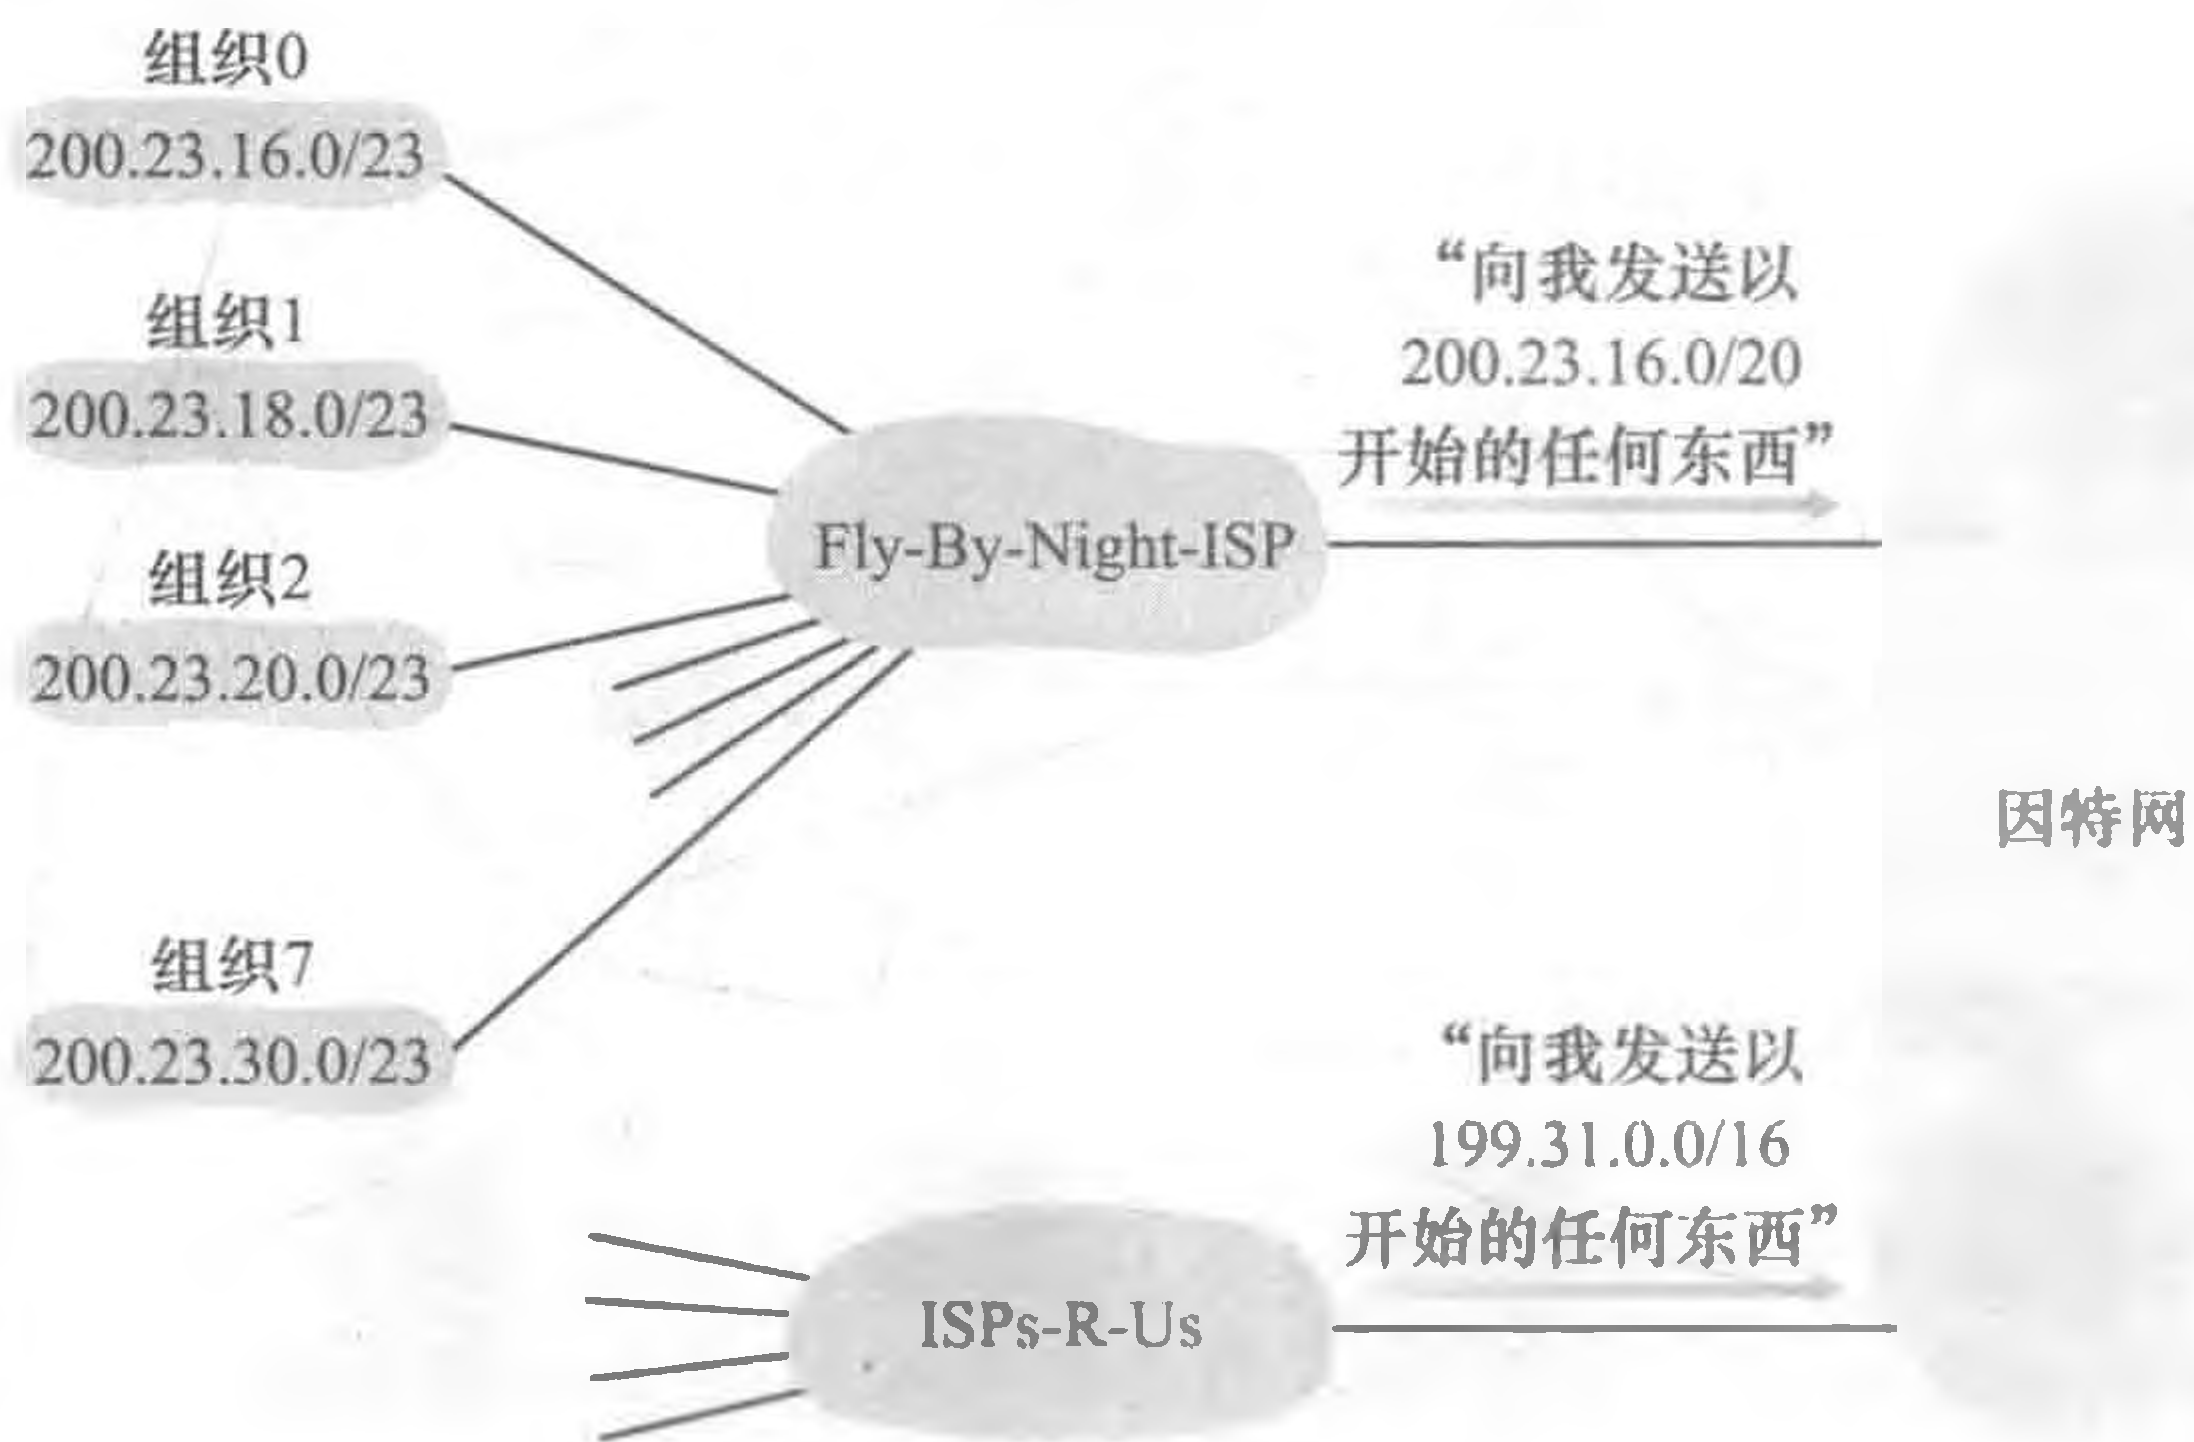 组织0
200.23.16.0/23
组织1
200.23.18.0/23
组织2
200.23.20.0/23
组织7
200.23.30.0/23
Fly-By-Night-ISP
“向我发送以
200.23.16.0/20
开始的任何东西”
因特网
ISPs-R-Us
“向我发送以
199.31.0.0/16
开始的任何东西”